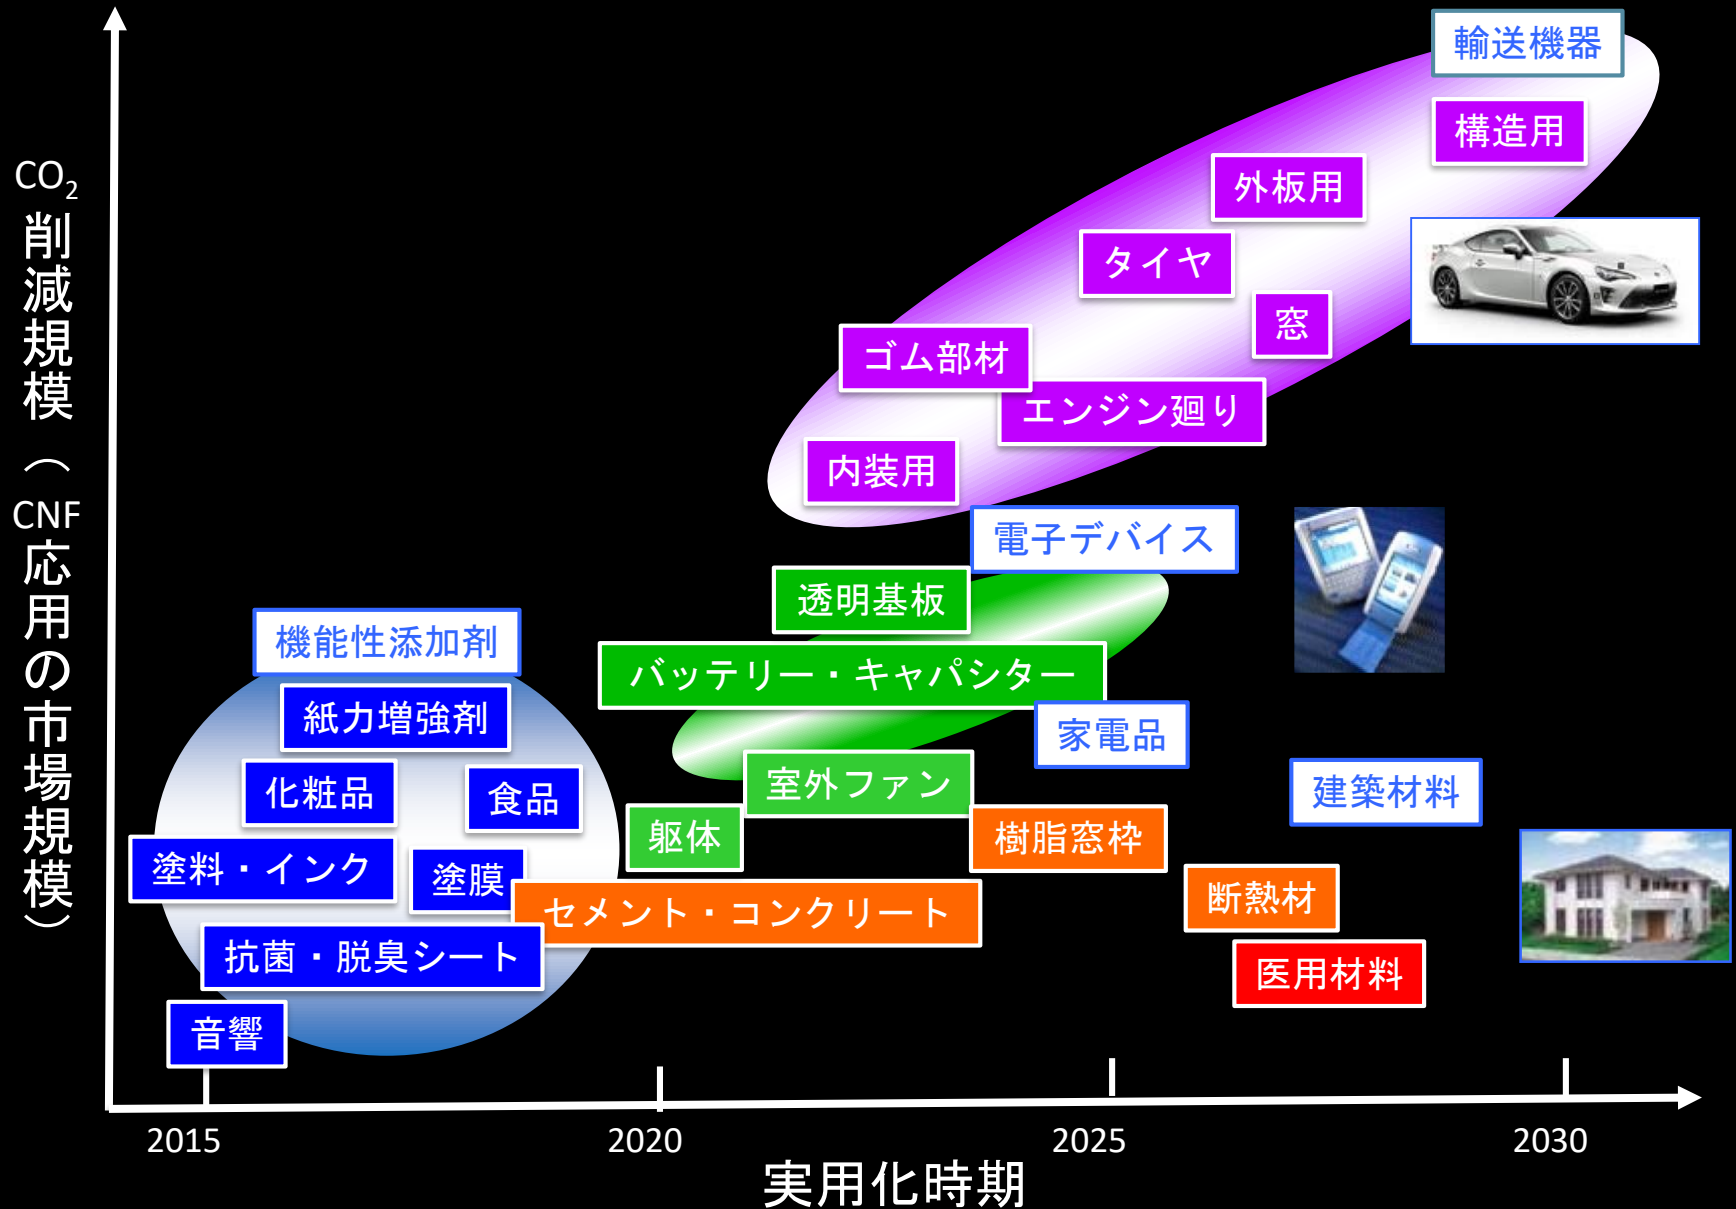 CO₂削減規模（CNF応用の市場規模）
輸送機器
構造用
外板用
タイヤ
窓
ゴム部材
エンジン廻り
内装用
電子デバイス
透明基板
バッテリー・キャパシター
家電品
室外ファン
躯体
機能性添加剤
紙力増強剤
化粧品
食品
塗料・インク
塗膜
抗菌・脱臭シート
音響
建築材料
樹脂窓枠
セメント・コンクリート
断熱材
医用材料
2015
2020
2025
2030
実用化時期